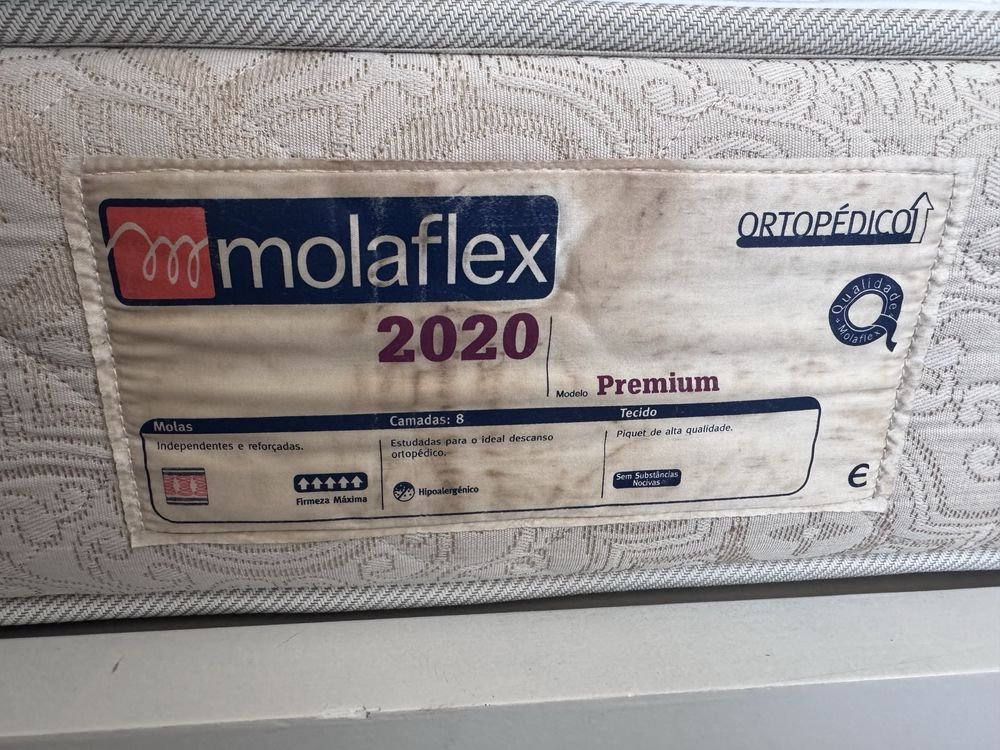 molaflex
ORTOPÉDICO
Qualidade Molaflex
2020
Modelo Premium
Molas
Independentes e reforçadas.
Firmeza Máxima
Camadas: 8
Estudadas para o ideal descanso
ortopédico.
Hipoalergénico
Tecido
Piquet de alta qualidade.
Sem Substâncias
Nocivas
Є